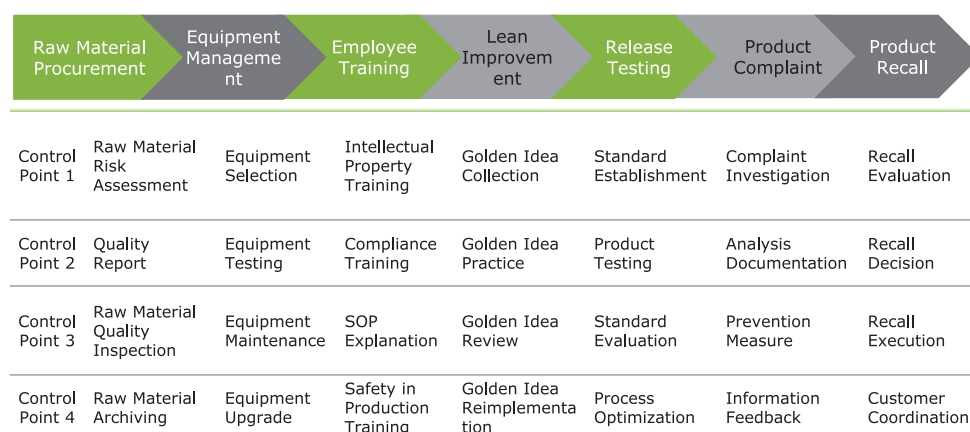 Raw Material
Procurement
Equipment
Manageme
nt
Employee
Training
Lean
Improvem
ent
Release
Testing
Product
Complaint
Product
Recall
Control
Point 1
Raw Material
Risk
Assessment
Equipment
Selection
Intellectual
Property
Training
Golden Idea
Collection
Standard
Establishment
Complaint
Investigation
Recall
Evaluation
Control
Point 2
Quality
Report
Equipment
Testing
Compliance
Training
Golden Idea
Practice
Product
Testing
Analysis
Documentation
Recall
Decision
Control
Point 3
Raw Material
Quality
Inspection
Equipment
Maintenance
SOP
Explanation
Golden Idea
Review
Standard
Evaluation
Prevention
Measure
Recall
Execution
Control
Point 4
Raw Material
Archiving
Equipment
Upgrade
Safety in
Production
Training
Golden Idea
Reimplementa
tion
Process
Optimization
Information
Feedback
Customer
Coordination